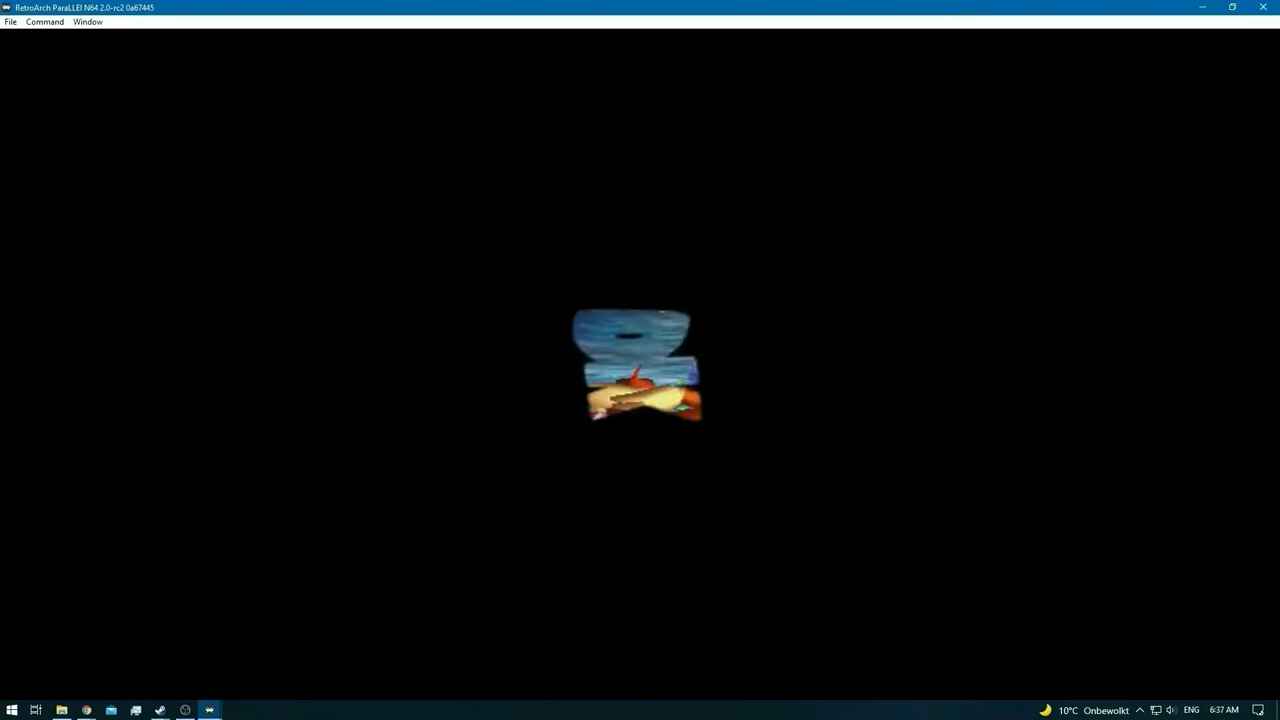 RetroArch ParaLLEl N64 2.0-rc2 0a67445
File Command Window
10°C Onbewolkt ENG 6:37 AM